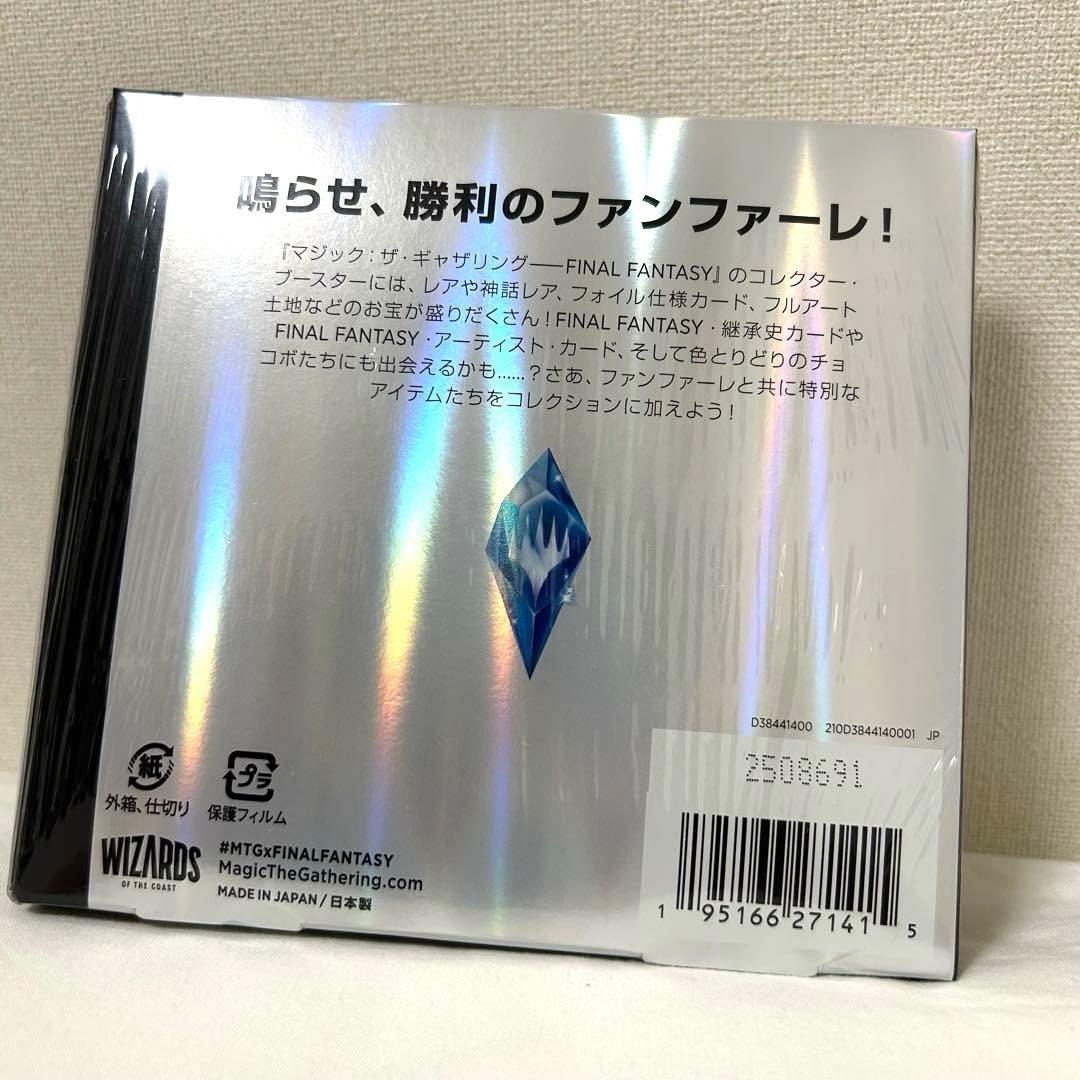 鳴らせ、勝利のファンファーレ！
『マジック：ザ・ギャザリング――FINAL FANTASY』のコレクター・
ブースターには、レアや神話レア、フォイル仕様カード、フルアート
土地などのお宝が盛りだくさん！FINAL FANTASY・継承史カードや
FINAL FANTASY・アーティスト・カード、そして色とりどりのチョ
コボたちにも出会えるかも……？さあ、ファンファーレと共に特別な
アイテムたちをコレクションに加えよう！
D38441400 210D3844140001 JP
2508691
紙
外箱、仕切り
プラ
保護フィルム
WIZARDS
OF THE COAST
#MTGxFINALFANTASY
MagicTheGathering.com
MADE IN JAPAN / 日本製
1 95166 27141 5